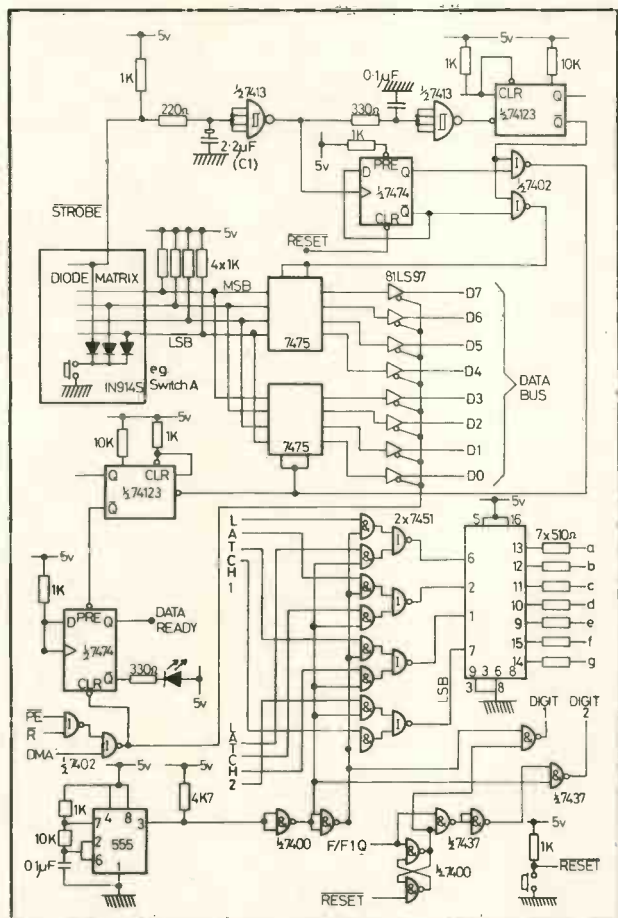 5v
5v
1K
0·1µF
1K
10K
½7413
½7413
220Ω
330Ω
CLR
Q
½74123
Q̅
2·2µF
(C1)
1K
5v
PRE
D
Q
½7474
½7402
CLR
Q̅
STROBE
RESET
5v
4x1K
DIODE MATRIX
MSB
81LS97
D7
D6
7475
D5
LSB
D4
IN914S
e.g.
Switch A
DATA
BUS
D3
D2
5v
7475
D1
10K
1K
D0
Q
CLR
½74123
Q̅
2x7451
5v
L
A
T
C
H
1
5
16
7x510Ω
13
a
6
12
b
5v
2
11
c
1K
10
d
1
9
e
D
PRE
Q
DATA
READY
15
f
7
14
g
½7474
330Ω
CLR
Q̅
5v
LSB
9 3 6 8
3
8
PE
R
DMA
½7402
L
A
T
C
H
2
DIGIT
1
DIGIT
2
5v
5v
4K7
1K
4
8
7
3
10K
555
2
6
0·1µF
1
½7400
F/F1Q
½7437
½7437
½7400
5v
1K
RESET
RESET